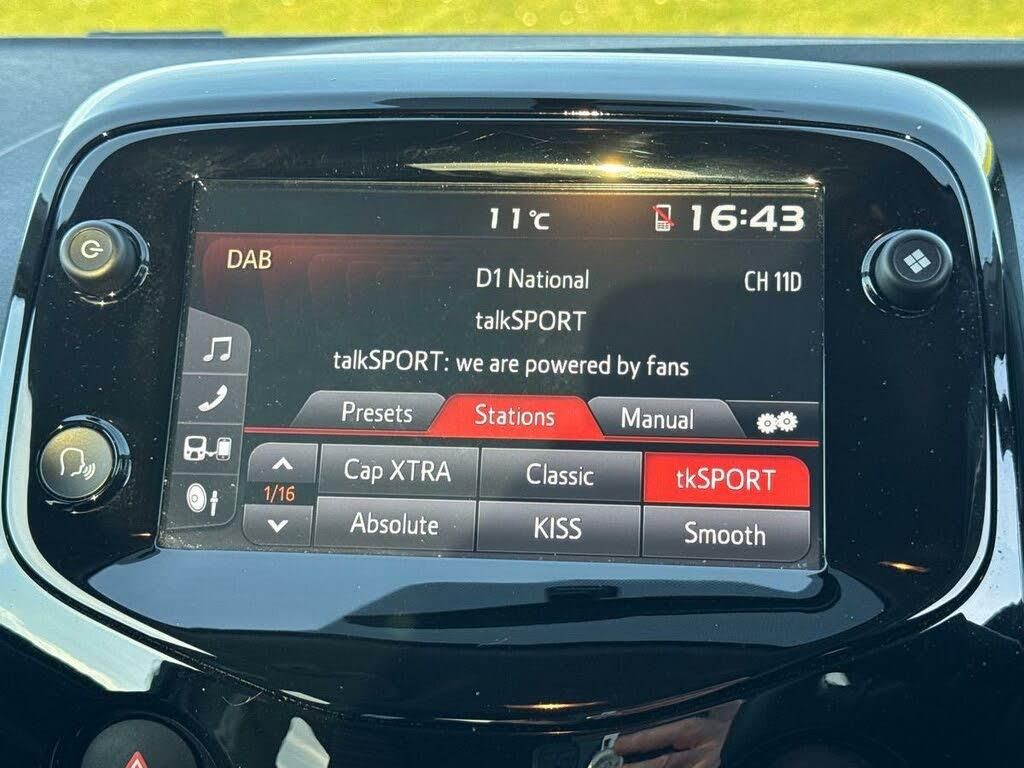 11°C 16:43
DAB
D1 National CH 11D
talkSPORT
talkSPORT: we are powered by fans
Presets Stations Manual
Cap XTRA Classic tkSPORT
1/16
Absolute KISS Smooth